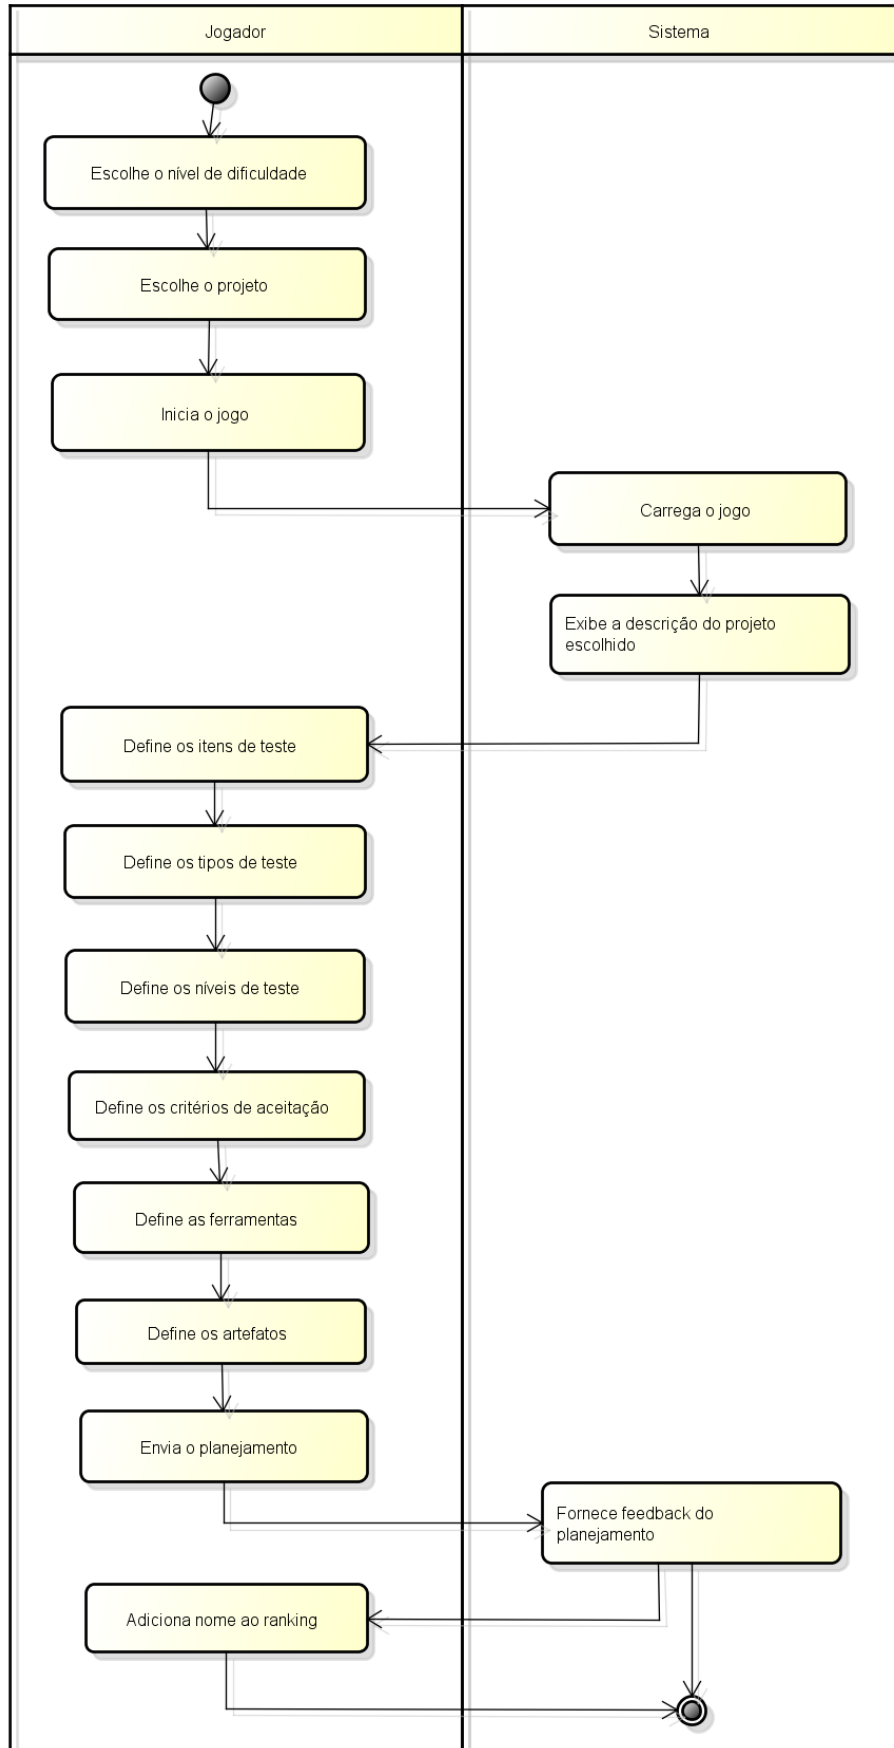 Jogador
Sistema
Escolhe o nível de dificuldade
Escolhe o projeto
Inicia o jogo
Carrega o jogo
Exibe a descrição do projeto
escolhido
Define os itens de teste
Define os tipos de teste
Define os níveis de teste
Define os critérios de aceitação
Define as ferramentas
Define os artefatos
Envia o planejamento
Fornece feedback do
planejamento
Adiciona nome ao ranking